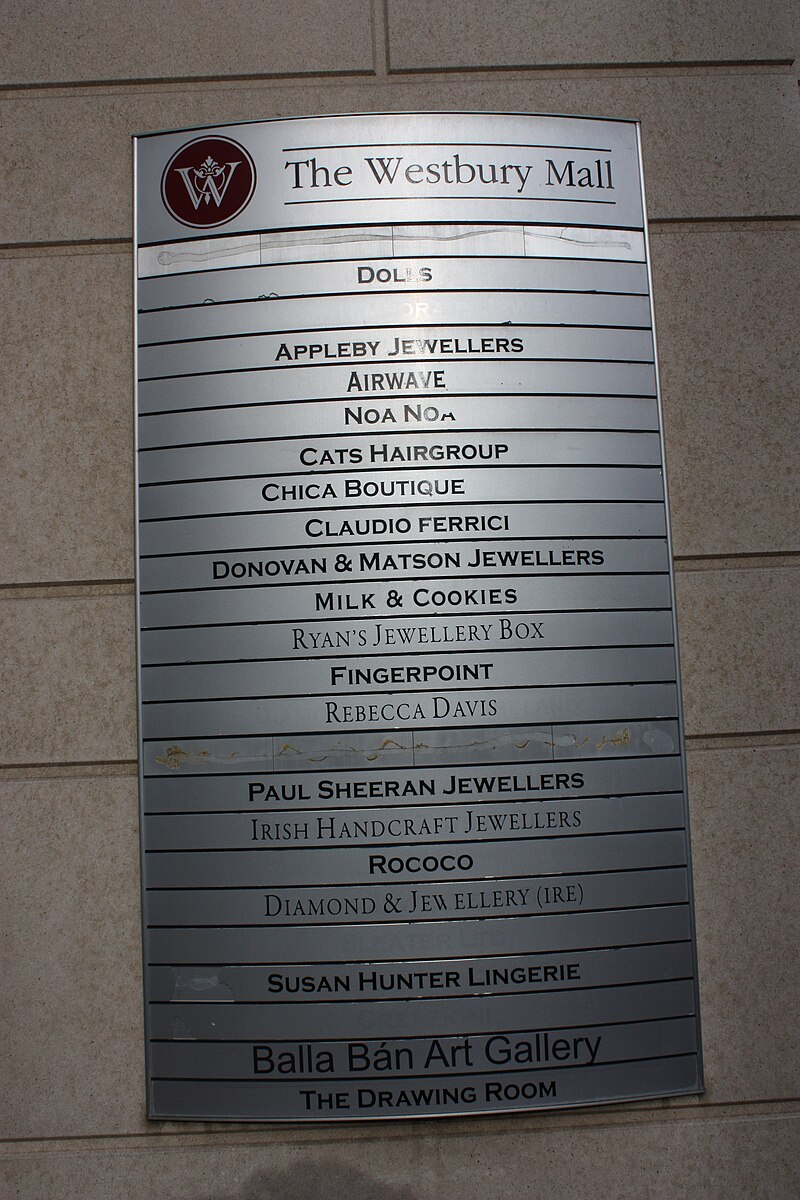 W
The Westbury Mall
DOLLS
APPLEBY JEWELLERS
AIRWAVE
NOA NOA
CATS HAIRGROUP
CHICA BOUTIQUE
CLAUDIO FERRICI
DONOVAN & MATSON JEWELLERS
MILK & COOKIES
RYAN'S JEWELLERY BOX
FINGERPOINT
REBECCA DAVIS
PAUL SHEERAN JEWELLERS
IRISH HANDCRAFT JEWELLERS
ROCOCO
DIAMOND & JEWELLERY (IRE)
SUSAN HUNTER LINGERIE
Balla Bán Art Gallery
THE DRAWING ROOM